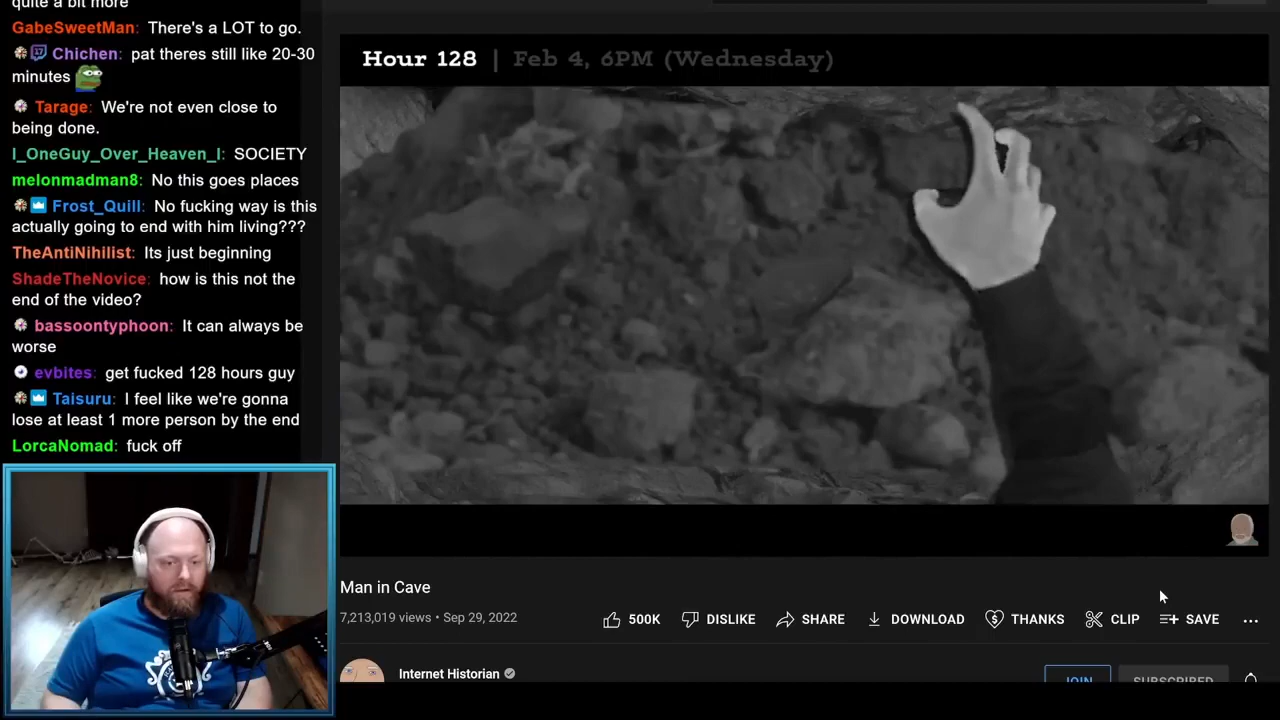 quite a bit more
GabeSweetMan: There's a LOT to go.
Chichen: pat theres still like 20-30
minutes
Tarage: We're not even close to
being done.
I_OneGuy_Over_Heaven_I: SOCIETY
melonmadman8: No this goes places
Frost_Quill: No fucking way is this
actually going to end with him living???
TheAntiNihilist: Its just beginning
ShadeTheNovice: how is this not the
end of the video?
bassoontyphoon: It can always be
worse
evbites: get fucked 128 hours guy
Taisuru: I feel like we're gonna
lose at least 1 more person by the end
LorcaNomad: fuck off
Hour 128 | Feb 4, 6PM (Wednesday)
Man in Cave
7,213,019 views • Sep 29, 2022
500K
DISLIKE
SHARE
DOWNLOAD
THANKS
CLIP
SAVE
Internet Historian
JOIN
SUBSCRIBED